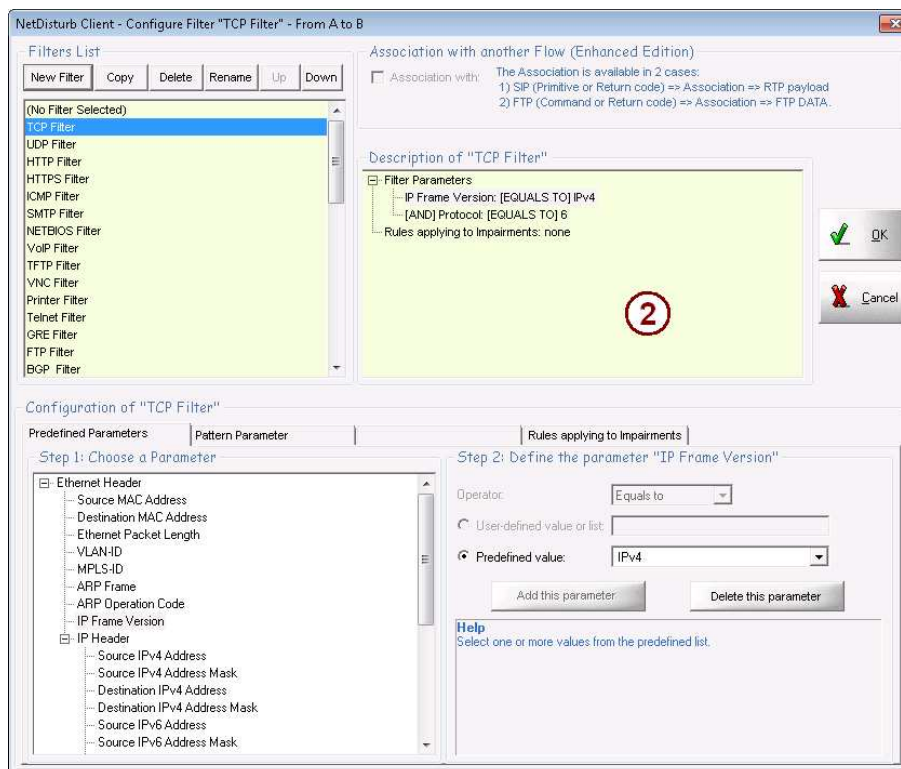 NetDisturb Client - Configure Filter "TCP Filter" - From A to B
Filters List
New Filter Copy Delete Rename Up Down
(No Filter Selected)
TCP Filter
UDP Filter
HTTP Filter
HTTPS Filter
ICMP Filter
SMTP Filter
NETBIOS Filter
VoIP Filter
TFTP Filter
VNC Filter
Printer Filter
Telnet Filter
GRE Filter
FTP Filter
BGP Filter
Association with another Flow (Enhanced Edition)
Association with:
The Association is available in 2 cases:
1) SIP (Primitive or Return code) => Association => RTP payload
2) FTP (Command or Return code) => Association => FTP DATA.
Description of "TCP Filter"
Filter Parameters
IP Frame Version: [EQUALS TO] IPv4
[AND] Protocol: [EQUALS TO] 6
Rules applying to Impairments: none
2
OK
Cancel
Configuration of "TCP Filter"
Predefined Parameters Pattern Parameter Rules applying to Impairments
Step 1: Choose a Parameter
Ethernet Header
Source MAC Address
Destination MAC Address
Ethernet Packet Length
VLAN-ID
MPLS-ID
ARP Frame
ARP Operation Code
IP Frame Version
IP Header
Source IPv4 Address
Source IPv4 Address Mask
Destination IPv4 Address
Destination IPv4 Address Mask
Source IPv6 Address
Source IPv6 Address Mask
Step 2: Define the parameter "IP Frame Version"
Operator: Equals to
User-defined value or list:
Predefined value: IPv4
Add this parameter Delete this parameter
Help
Select one or more values from the predefined list.